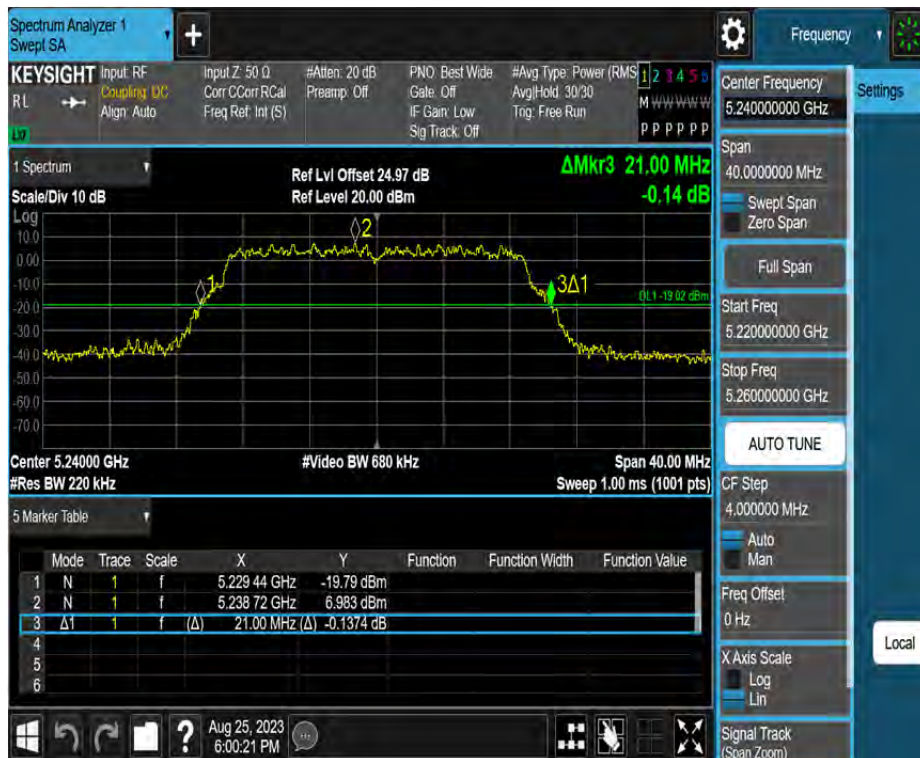 Spectrum Analyzer 1
Swept SA
+
Frequency
KEYSIGHT
RL
LXI
Input: RF
Coupling: DC
Align: Auto
Input Z: 50 Ω
Corr CCorr RCal
Freq Ref: Int (S)
#Atten: 20 dB
Preamp: Off
PNO: Best Wide
Gate: Off
IF Gain: Low
Sig Track: Off
#Avg Type: Power (RMS
Avg|Hold: 30/30
Trig: Free Run
1 2 3 4 5 6
M W W W W W
P P P P P P
1 Spectrum
Scale/Div 10 dB
Ref Lvl Offset 24.97 dB
Ref Level 20.00 dBm
ΔMkr3 21.00 MHz
-0.14 dB
Log
10.0
0.00
-10.0
-20.0
-30.0
-40.0
-50.0
-60.0
-70.0
1
2
3Δ1
DL1 -19.02 dBm
Center 5.24000 GHz
#Res BW 220 kHz
#Video BW 680 kHz
Span 40.00 MHz
Sweep 1.00 ms (1001 pts)
5 Marker Table
Mode Trace Scale X Y Function Function Width Function Value
1 N 1 f 5.229 44 GHz -19.79 dBm
2 N 1 f 5.238 72 GHz 6.983 dBm
3 Δ1 1 f (Δ) 21.00 MHz (Δ) -0.1374 dB
4
5
6
?
Aug 25, 2023
6:00:21 PM
Center Frequency
5.240000000 GHz
Span
40.0000000 MHz
Swept Span
Zero Span
Full Span
Start Freq
5.220000000 GHz
Stop Freq
5.260000000 GHz
AUTO TUNE
CF Step
4.000000 MHz
Auto
Man
Freq Offset
0 Hz
X Axis Scale
Log
Lin
Signal Track
(Span Zoom)
Settings
Local